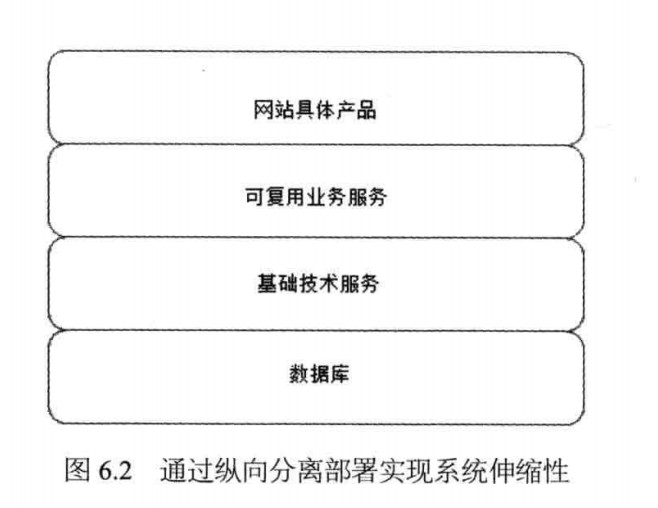 网站具体产品
可复用业务服务
基础技术服务
数据库
图 6.2 通过纵向分离部署实现系统伸缩性